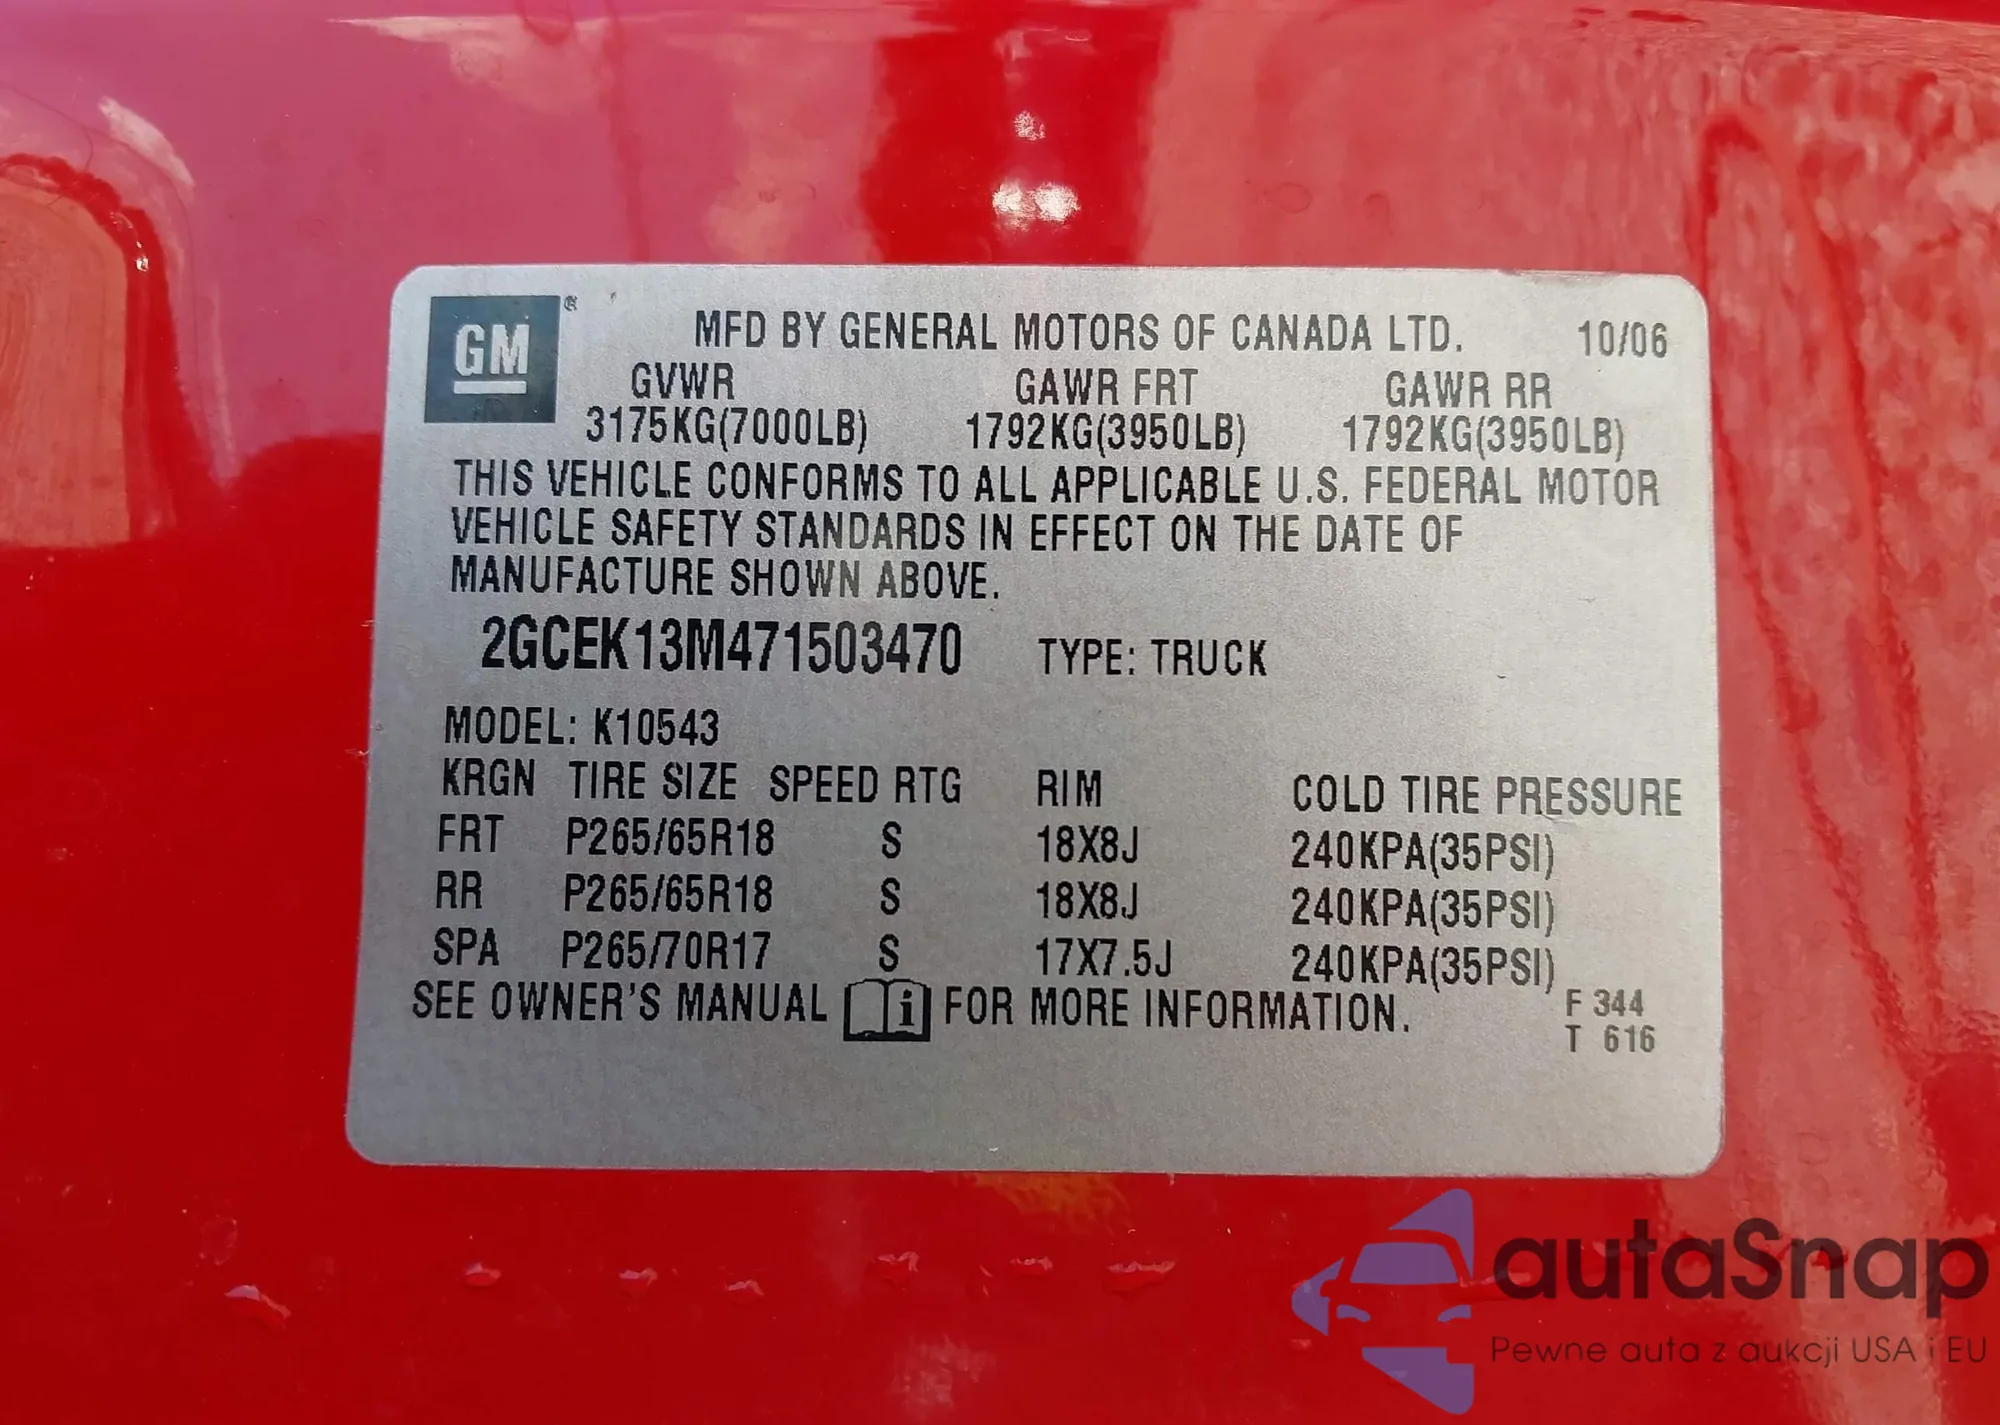 GM ®
MFD BY GENERAL MOTORS OF CANADA LTD. 10/06
GVWR GAWR FRT GAWR RR
3175KG(7000LB) 1792KG(3950LB) 1792KG(3950LB)
THIS VEHICLE CONFORMS TO ALL APPLICABLE U.S. FEDERAL MOTOR
VEHICLE SAFETY STANDARDS IN EFFECT ON THE DATE OF
MANUFACTURE SHOWN ABOVE.
2GCEK13M471503470 TYPE: TRUCK
MODEL: K10543
KRGN TIRE SIZE SPEED RTG RIM COLD TIRE PRESSURE
FRT P265/65R18 S 18X8J 240KPA(35PSI)
RR P265/65R18 S 18X8J 240KPA(35PSI)
SPA P265/70R17 S 17X7.5J 240KPA(35PSI)
SEE OWNER'S MANUAL i FOR MORE INFORMATION.
F 344
T 616
autaSnap
Pewne auta z aukcji USA i EU